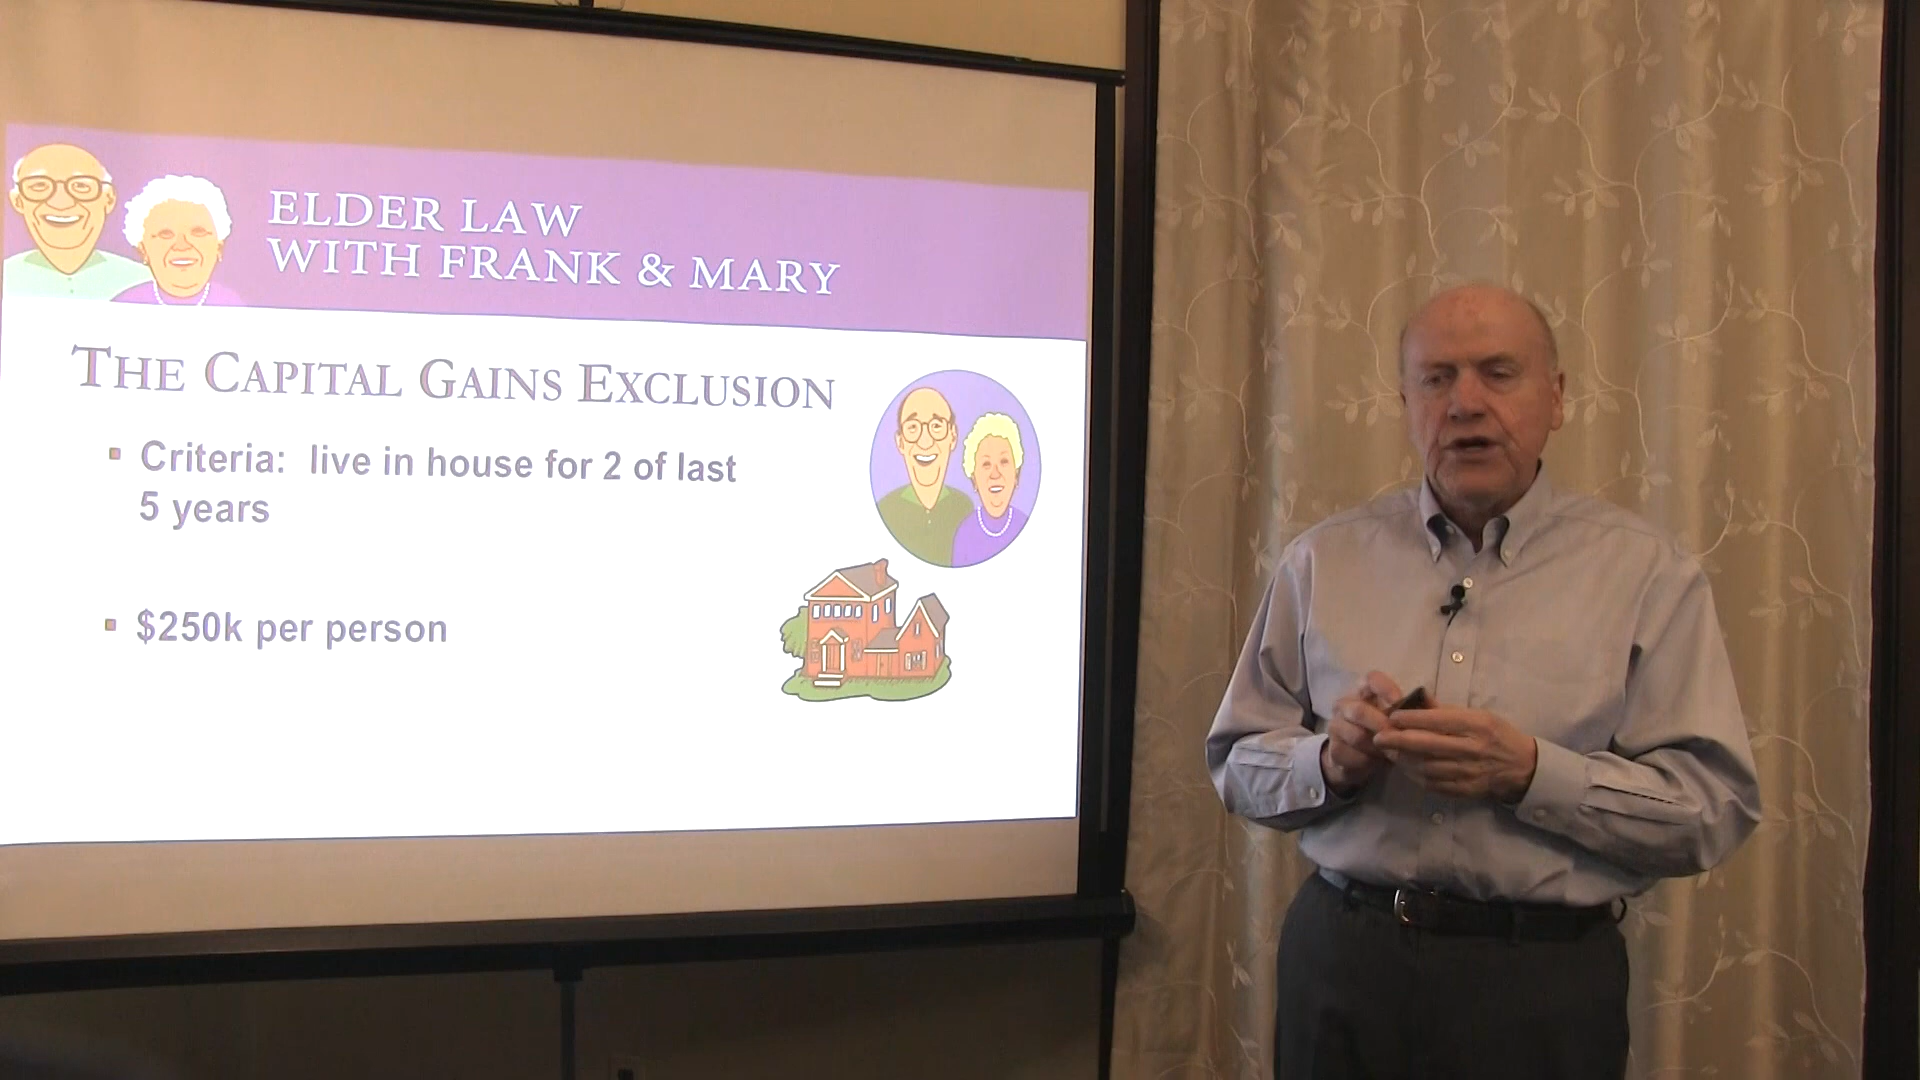 ELDER LAW
WITH FRANK & MARY
THE CAPITAL GAINS EXCLUSION
▪ Criteria: live in house for 2 of last
5 years
▪ $250k per person